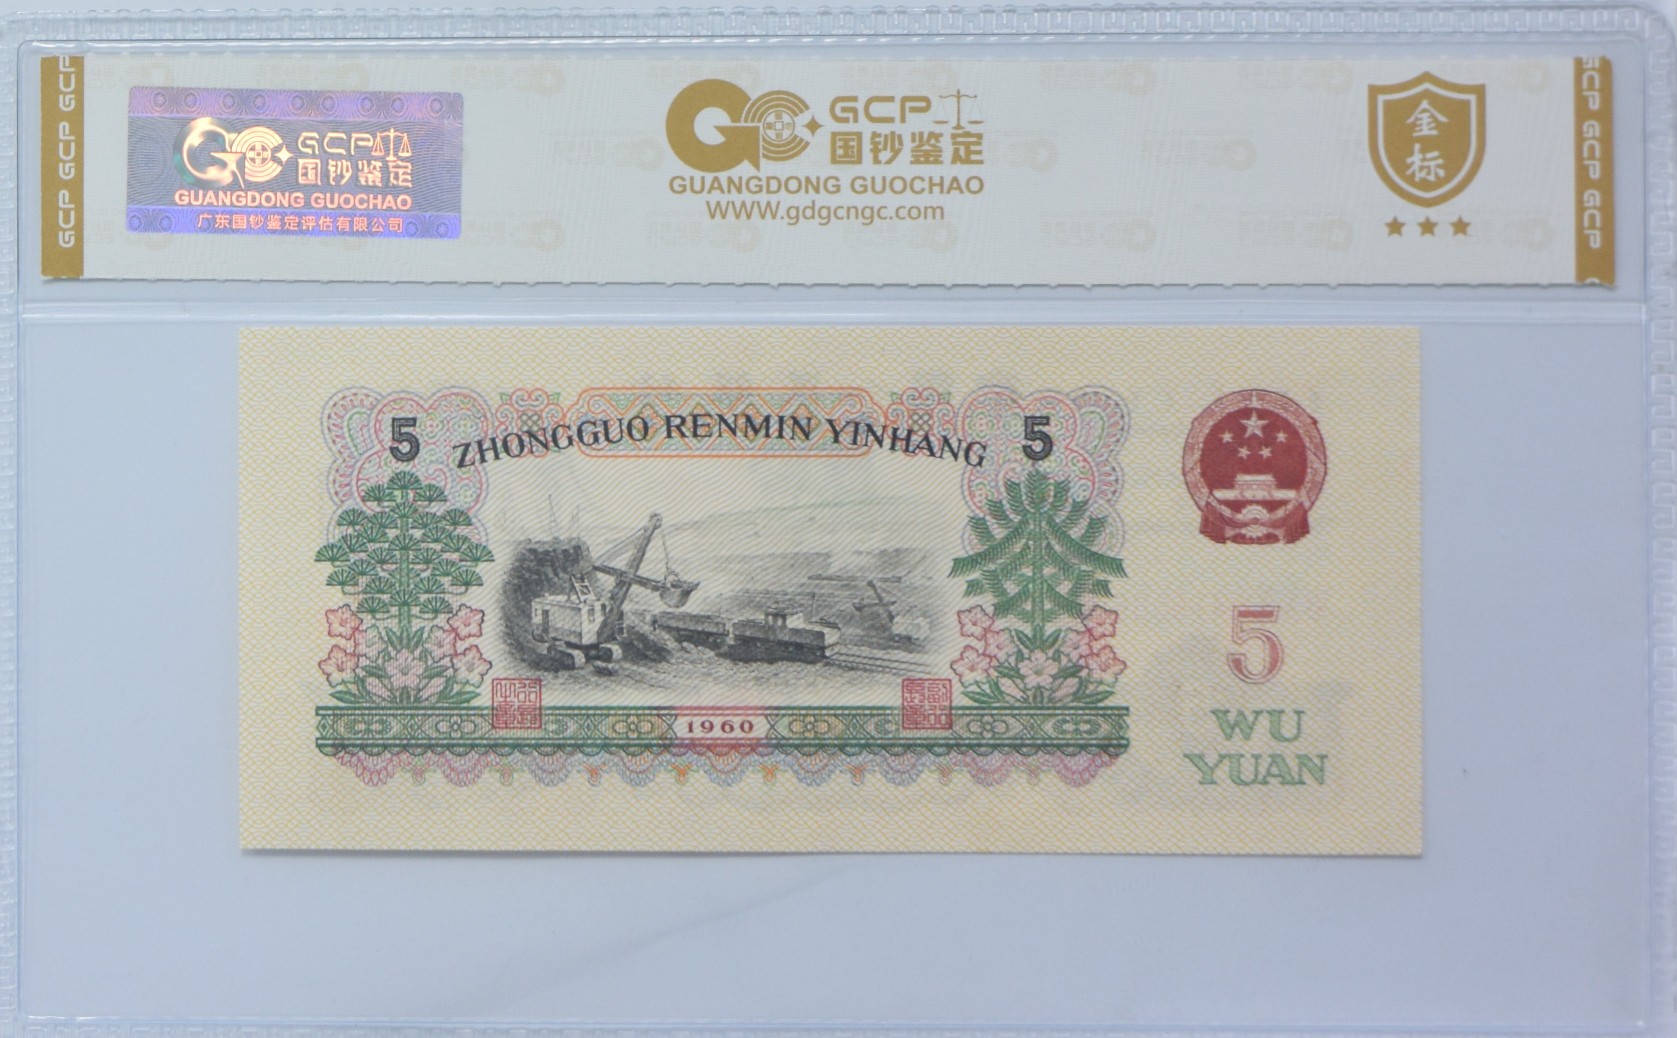 GCP GCP GCP
GCP
国钞鉴定
GUANGDONG GUOCHAO
广东国钞鉴定评估有限公司
GCP
国钞鉴定
GUANGDONG GUOCHAO
WWW.gdgcngc.com
金
标
GCP GCP GCP
5 ZHONGGUO RENMIN YINHANG 5
1960
5
WU
YUAN